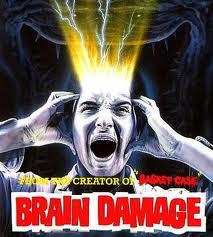 FROM THE CREATOR OF "BASKET CASE"
BRAIN DAMAGE